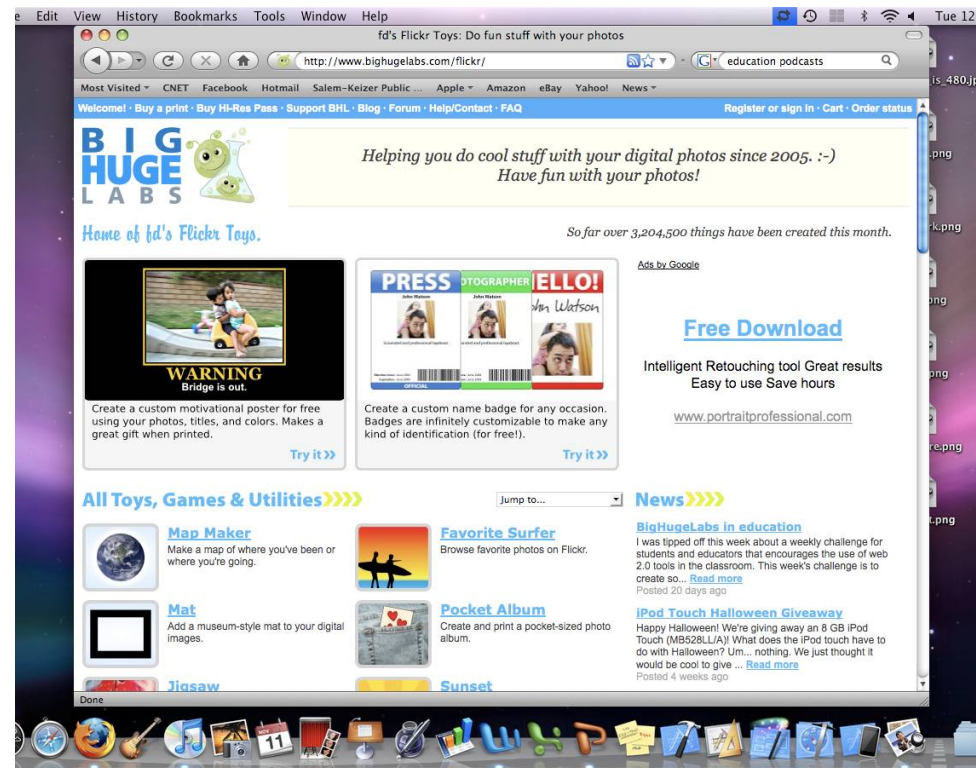 Edit View History Bookmarks Tools Window Help Tue 12
fd's Flickr Toys: Do fun stuff with your photos
http://www.bighugelabs.com/flickr/ education podcasts
Most Visited CNET Facebook Hotmail Salem-Keizer Public ... Apple Amazon eBay Yahoo! News
Welcome! · Buy a print · Buy Hi-Res Pass · Support BHL · Blog · Forum · Help/Contact · FAQ Register or sign in · Cart · Order status
BIG
HUGE
LABS
Helping you do cool stuff with your digital photos since 2005. :-)
Have fun with your photos!
Home of fd's Flickr Toys.
So far over 3,204,500 things have been created this month.
WARNING
Bridge is out.
Create a custom motivational poster for free
using your photos, titles, and colors. Makes a
great gift when printed.
Try it
PRESS OTOGRAPHER ELLO!
John Watson
OFFICIAL
Create a custom name badge for any occasion.
Badges are infinitely customizable to make any
kind of identification (for free!).
Try it
Ads by Google
Free Download
Intelligent Retouching tool Great results
Easy to use Save hours
www.portraitprofessional.com
All Toys, Games & Utilities
Jump to...
Map Maker
Make a map of where you've been or
where you're going.
Favorite Surfer
Browse favorite photos on Flickr.
Mat
Add a museum-style mat to your digital
images.
Pocket Album
Create and print a pocket-sized photo
album.
Jigsaw
Sunset
News
BigHugeLabs in education
I was tipped off this week about a weekly challenge for
students and educators that encourages the use of web
2.0 tools in the classroom. This week's challenge is to
create so... Read more
Posted 20 days ago
iPod Touch Halloween Giveaway
Happy Halloween! We're giving away an 8 GB iPod
Touch (MB528LL/A)! What does the iPod touch have to
do with Halloween? Um... nothing. We just thought it
would be cool to give ... Read more
Posted 4 weeks ago
Done
is_480.jp
.png
rk.png
png
png
re.png
t.png
NOV
11